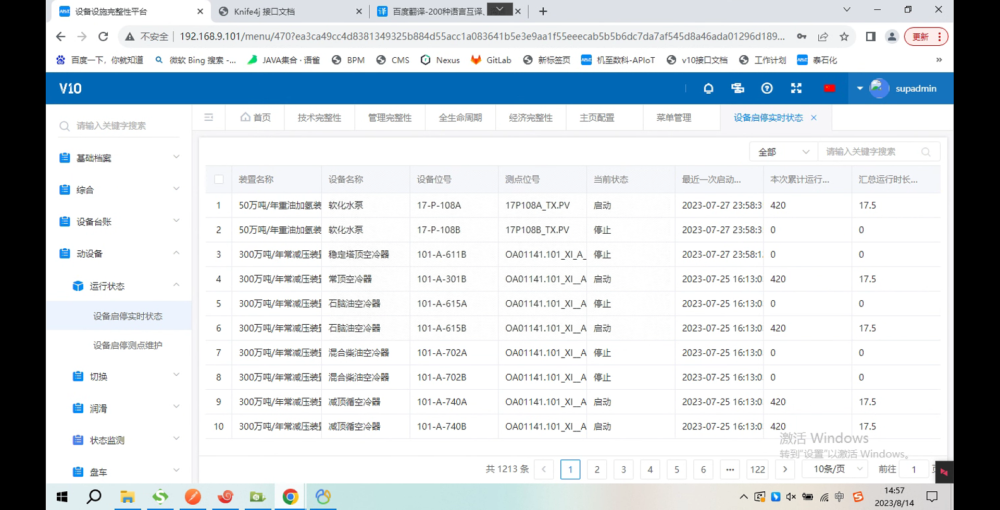 设备设施完整性平台
Knife4j 接口文档
百度翻译-200种语言互译、
不安全
192.168.9.101/menu/470?ea3ca49cc4d8381349325b884d55acc1a083641b5e3e9aa1f55eeecab5b5b6dc7da7af545d8a46ada01296d189...
更新
百度一下，你就知道
微软 Bing 搜索 -...
JAVA集合 · 语雀
BPM
CMS
Nexus
GitLab
新标签页
机至数科-APIoT
v10接口文档
工作计划
泰石化
V10
supadmin
请输入关键字搜索
首页
技术完整性
管理完整性
全生命周期
经济完整性
主页配置
菜单管理
设备启停实时状态
基础档案
综合
设备台账
动设备
运行状态
设备启停实时状态
设备启停测点维护
切换
润滑
状态监测
盘车
全部
请输入关键字搜索
装置名称 设备名称 设备位号 测点位号 当前状态 最近一次启动... 本次累计运行... 汇总运行时长...
1 50万吨/年重油加氢装 软化水泵 17-P-108A 17P108A_TX.PV 启动 2023-07-27 23:58:3 420 17.5
2 50万吨/年重油加氢装 软化水泵 17-P-108B 17P108B_TX.PV 停止 2023-07-27 23:58:3 0 0
3 300万吨/年常减压装置 稳定塔顶空冷器 101-A-611B OA01141.101_XI_A_ 停止 2023-07-27 23:58:1 0 0
4 300万吨/年常减压装置 常顶空冷器 101-A-301B OA01141.101_XI__A 启动 2023-07-25 16:13:0 420 17.5
5 300万吨/年常减压装置 石脑油空冷器 101-A-615A OA01141.101_XI__A 停止 2023-07-25 16:13:0 0 0
6 300万吨/年常减压装置 石脑油空冷器 101-A-615B OA01141.101_XI__A 启动 2023-07-25 16:13:0 420 17.5
7 300万吨/年常减压装置 混合柴油空冷器 101-A-702A OA01141.101_XI__A 停止 2023-07-25 16:13:0 0 0
8 300万吨/年常减压装置 混合柴油空冷器 101-A-702B OA01141.101_XI__A 停止 2023-07-25 16:13:0 0 0
9 300万吨/年常减压装置 减顶循空冷器 101-A-740A OA01141.101_XI__A 启动 2023-07-25 16:13:0 420 17.5
10 300万吨/年常减压装置 减顶循空冷器 101-A-740B OA01141.101_XI__A 启动 2023-07-25 16:13:0 420 17.5
激活 Windows
转到"设置"以激活 Windows。
共 1213 条 1 2 3 4 5 6 ••• 122 10条/页 前往 1
中
14:57
2023/8/14